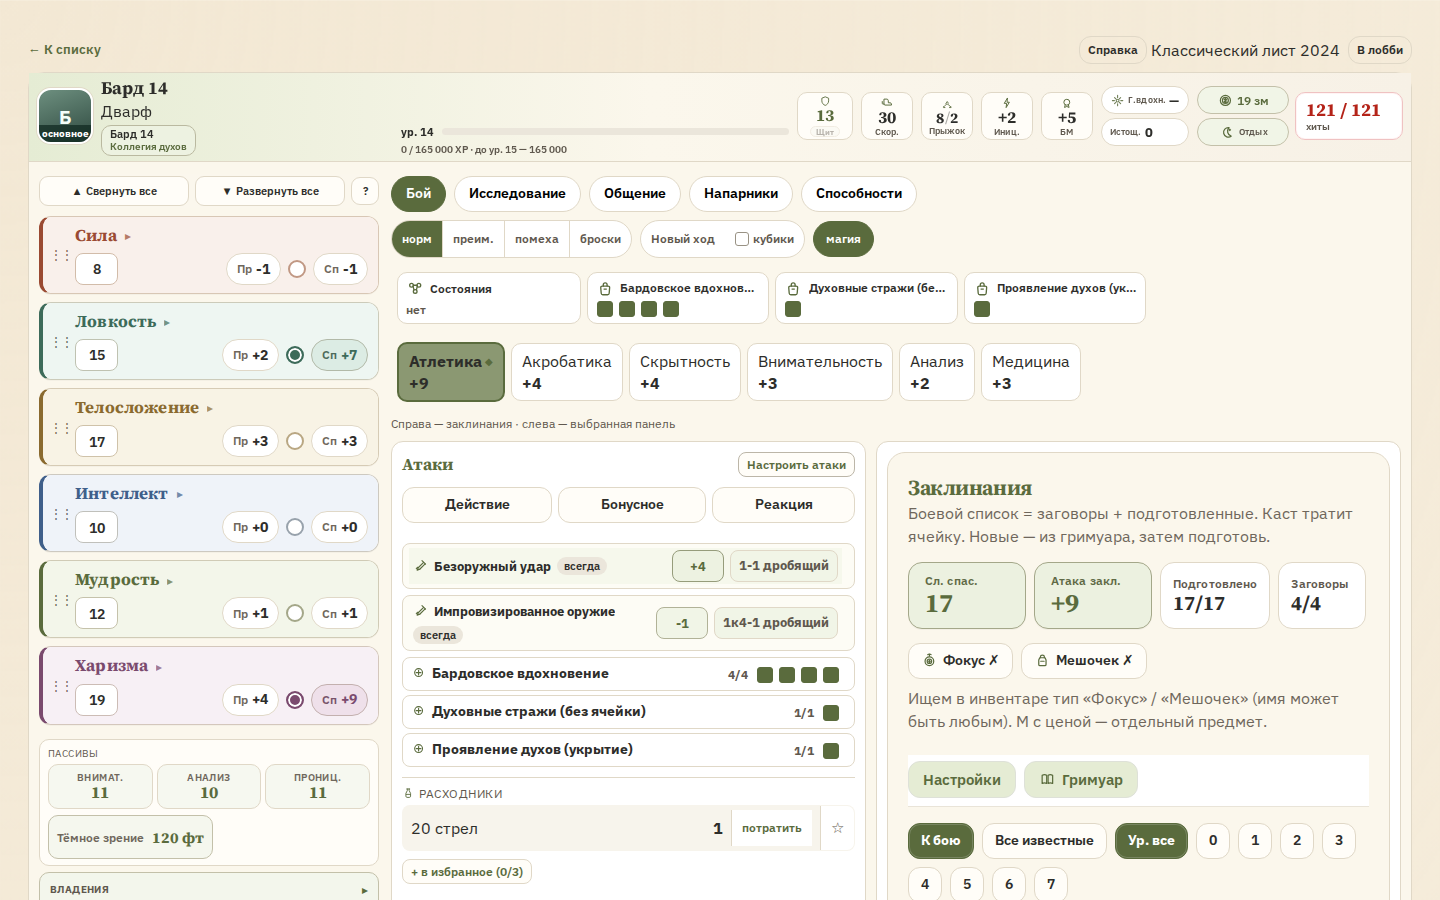 ← К списку
Справка
Классический лист 2024
В лобби
Б
основное
Бард 14
Дварф
Бард 14
Коллегия духов
ур. 14
0 / 165 000 XP · до ур. 15 — 165 000
13
Щит
30
Скор.
8/2
Прыжок
+2
Иниц.
+5
БМ
Г.вдохн. —
Истощ. 0
19 зм
Отдых
121 / 121
хиты
▲ Свернуть все
▼ Развернуть все
?
Сила ▸
8
Пр -1
Сп -1
Ловкость ▸
15
Пр +2
Сп +7
Телосложение ▸
17
Пр +3
Сп +3
Интеллект ▸
10
Пр +0
Сп +0
Мудрость ▸
12
Пр +1
Сп +1
Харизма ▸
19
Пр +4
Сп +9
ПАССИВЫ
ВНИМАТ.
11
АНАЛИЗ
10
ПРОНИЦ.
11
Тёмное зрение 120 фт
ВЛАДЕНИЯ ▸
Бой
Исследование
Общение
Напарники
Способности
норм
преим.
помеха
броски
Новый ход
кубики
магия
Состояния
нет
Бардовское вдохнов...
Духовные стражи (бе...
Проявление духов (ук...
Атлетика ◆
+9
Акробатика
+4
Скрытность
+4
Внимательность
+3
Анализ
+2
Медицина
+3
Справа — заклинания · слева — выбранная панель
Атаки
Настроить атаки
Действие
Бонусное
Реакция
Безоружный удар всегда
+4
1-1 дробящий
Импровизированное оружие
всегда
-1
1к4-1 дробящий
Бардовское вдохновение
4/4
Духовные стражи (без ячейки)
1/1
Проявление духов (укрытие)
1/1
РАСХОДНИКИ
20 стрел
1
потратить
☆
+ в избранное (0/3)
Заклинания
Боевой список = заговоры + подготовленные. Каст тратит
ячейку. Новые — из гримуара, затем подготовь.
Сл. спас.
17
Атака закл.
+9
Подготовлено
17/17
Заговоры
4/4
Фокус ✗
Мешочек ✗
Ищем в инвентаре тип «Фокус» / «Мешочек» (имя может
быть любым). М с ценой — отдельный предмет.
Настройки
Гримуар
К бою
Все известные
Ур. все
0
1
2
3
4
5
6
7